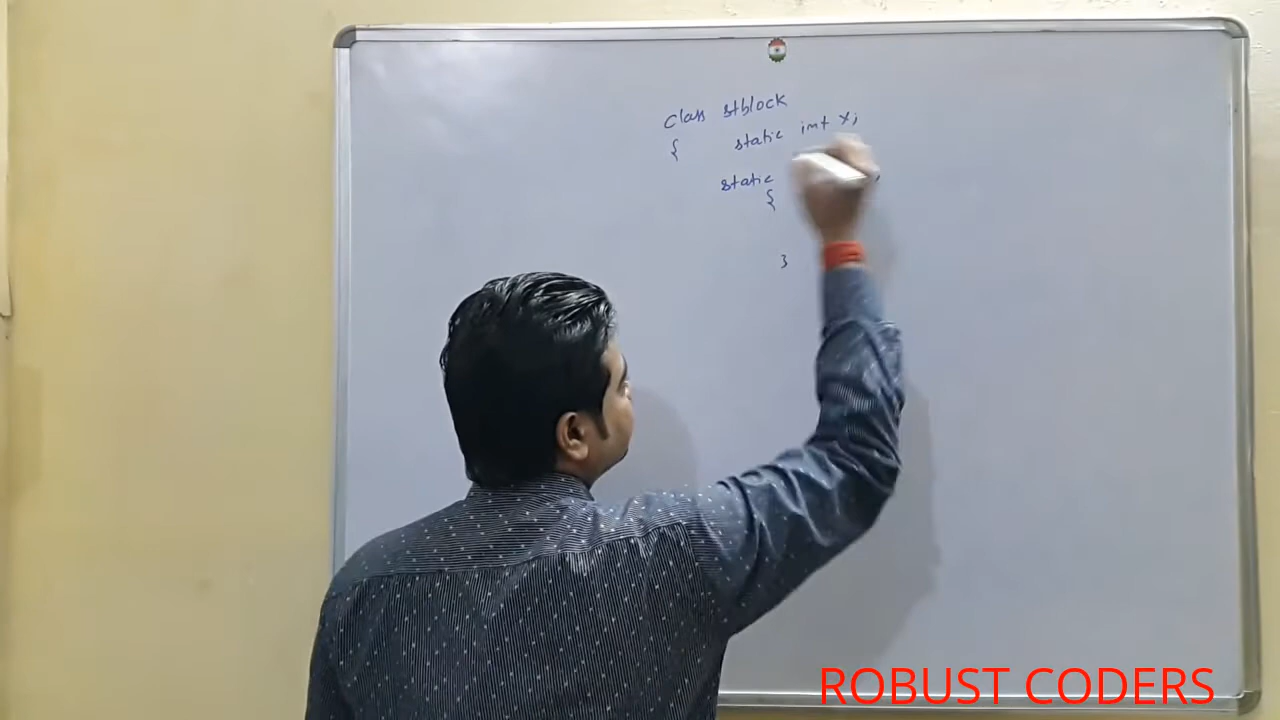 class stblock
{ static int x;
static
{
}
ROBUST CODERS